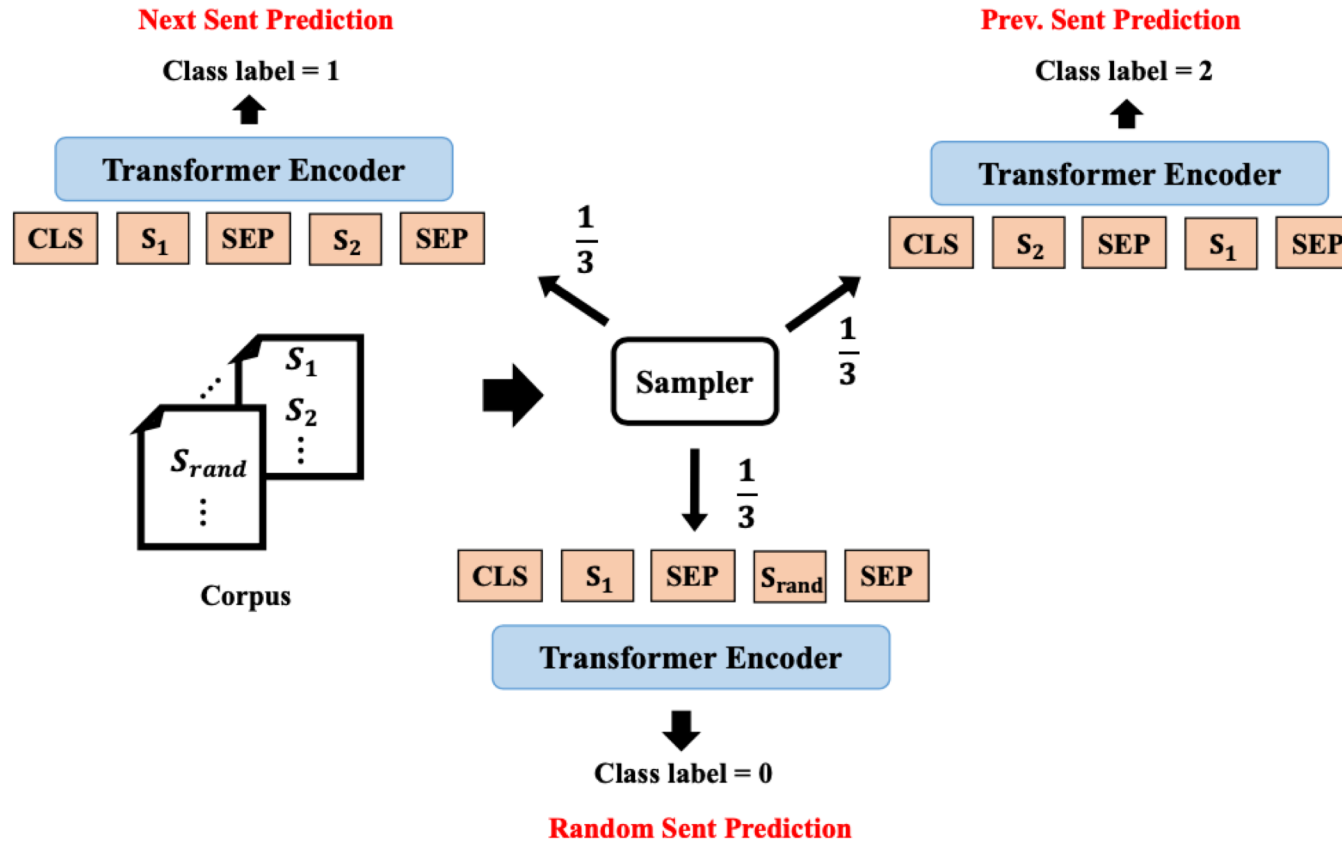 Next Sent Prediction
Class label = 1
Transformer Encoder
CLS S₁ SEP S₂ SEP
Prev. Sent Prediction
Class label = 2
Transformer Encoder
CLS S₂ SEP S₁ SEP
1/3
1/3
S₁
S₂
⋮
⋰
S_rand
⋮
Corpus
Sampler
1/3
CLS S₁ SEP S_rand SEP
Transformer Encoder
Class label = 0
Random Sent Prediction